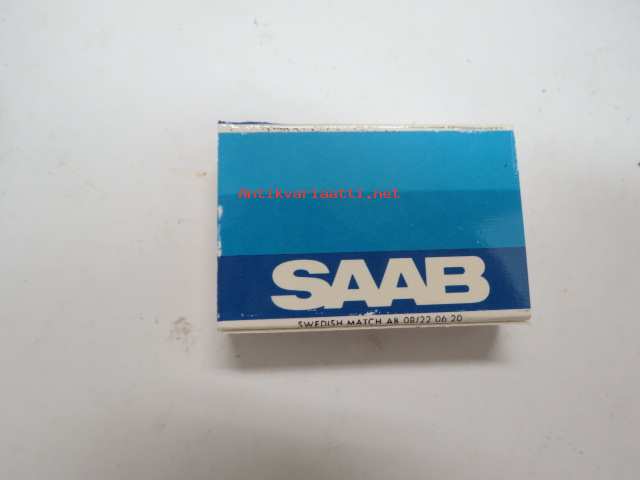 Antikvariaatti.net
SAAB
SWEDISH MATCH AB 08/22 06 20